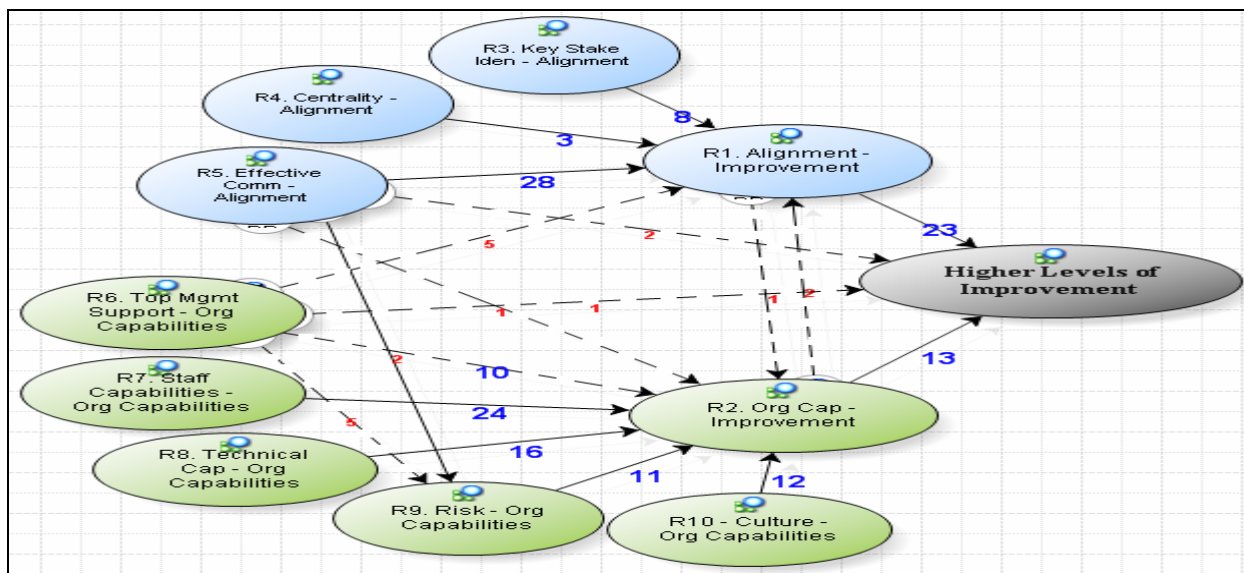 R3. Key Stake
Iden - Alignment
R4. Centrality -
Alignment
8
3
R1. Alignment -
Improvement
R5. Effective
Comm -
Alignment
28
23
2
5
Higher Levels of
Improvement
R6. Top Mgmt
Support - Org
Capabilities
1
1
1
2
2
10
13
R7. Staff
Capabilities -
Org Capabilities
24
5
R2. Org Cap -
Improvement
R8. Technical
Cap - Org
Capabilities
16
11
12
R9. Risk - Org
Capabilities
R10 - Culture -
Org Capabilities